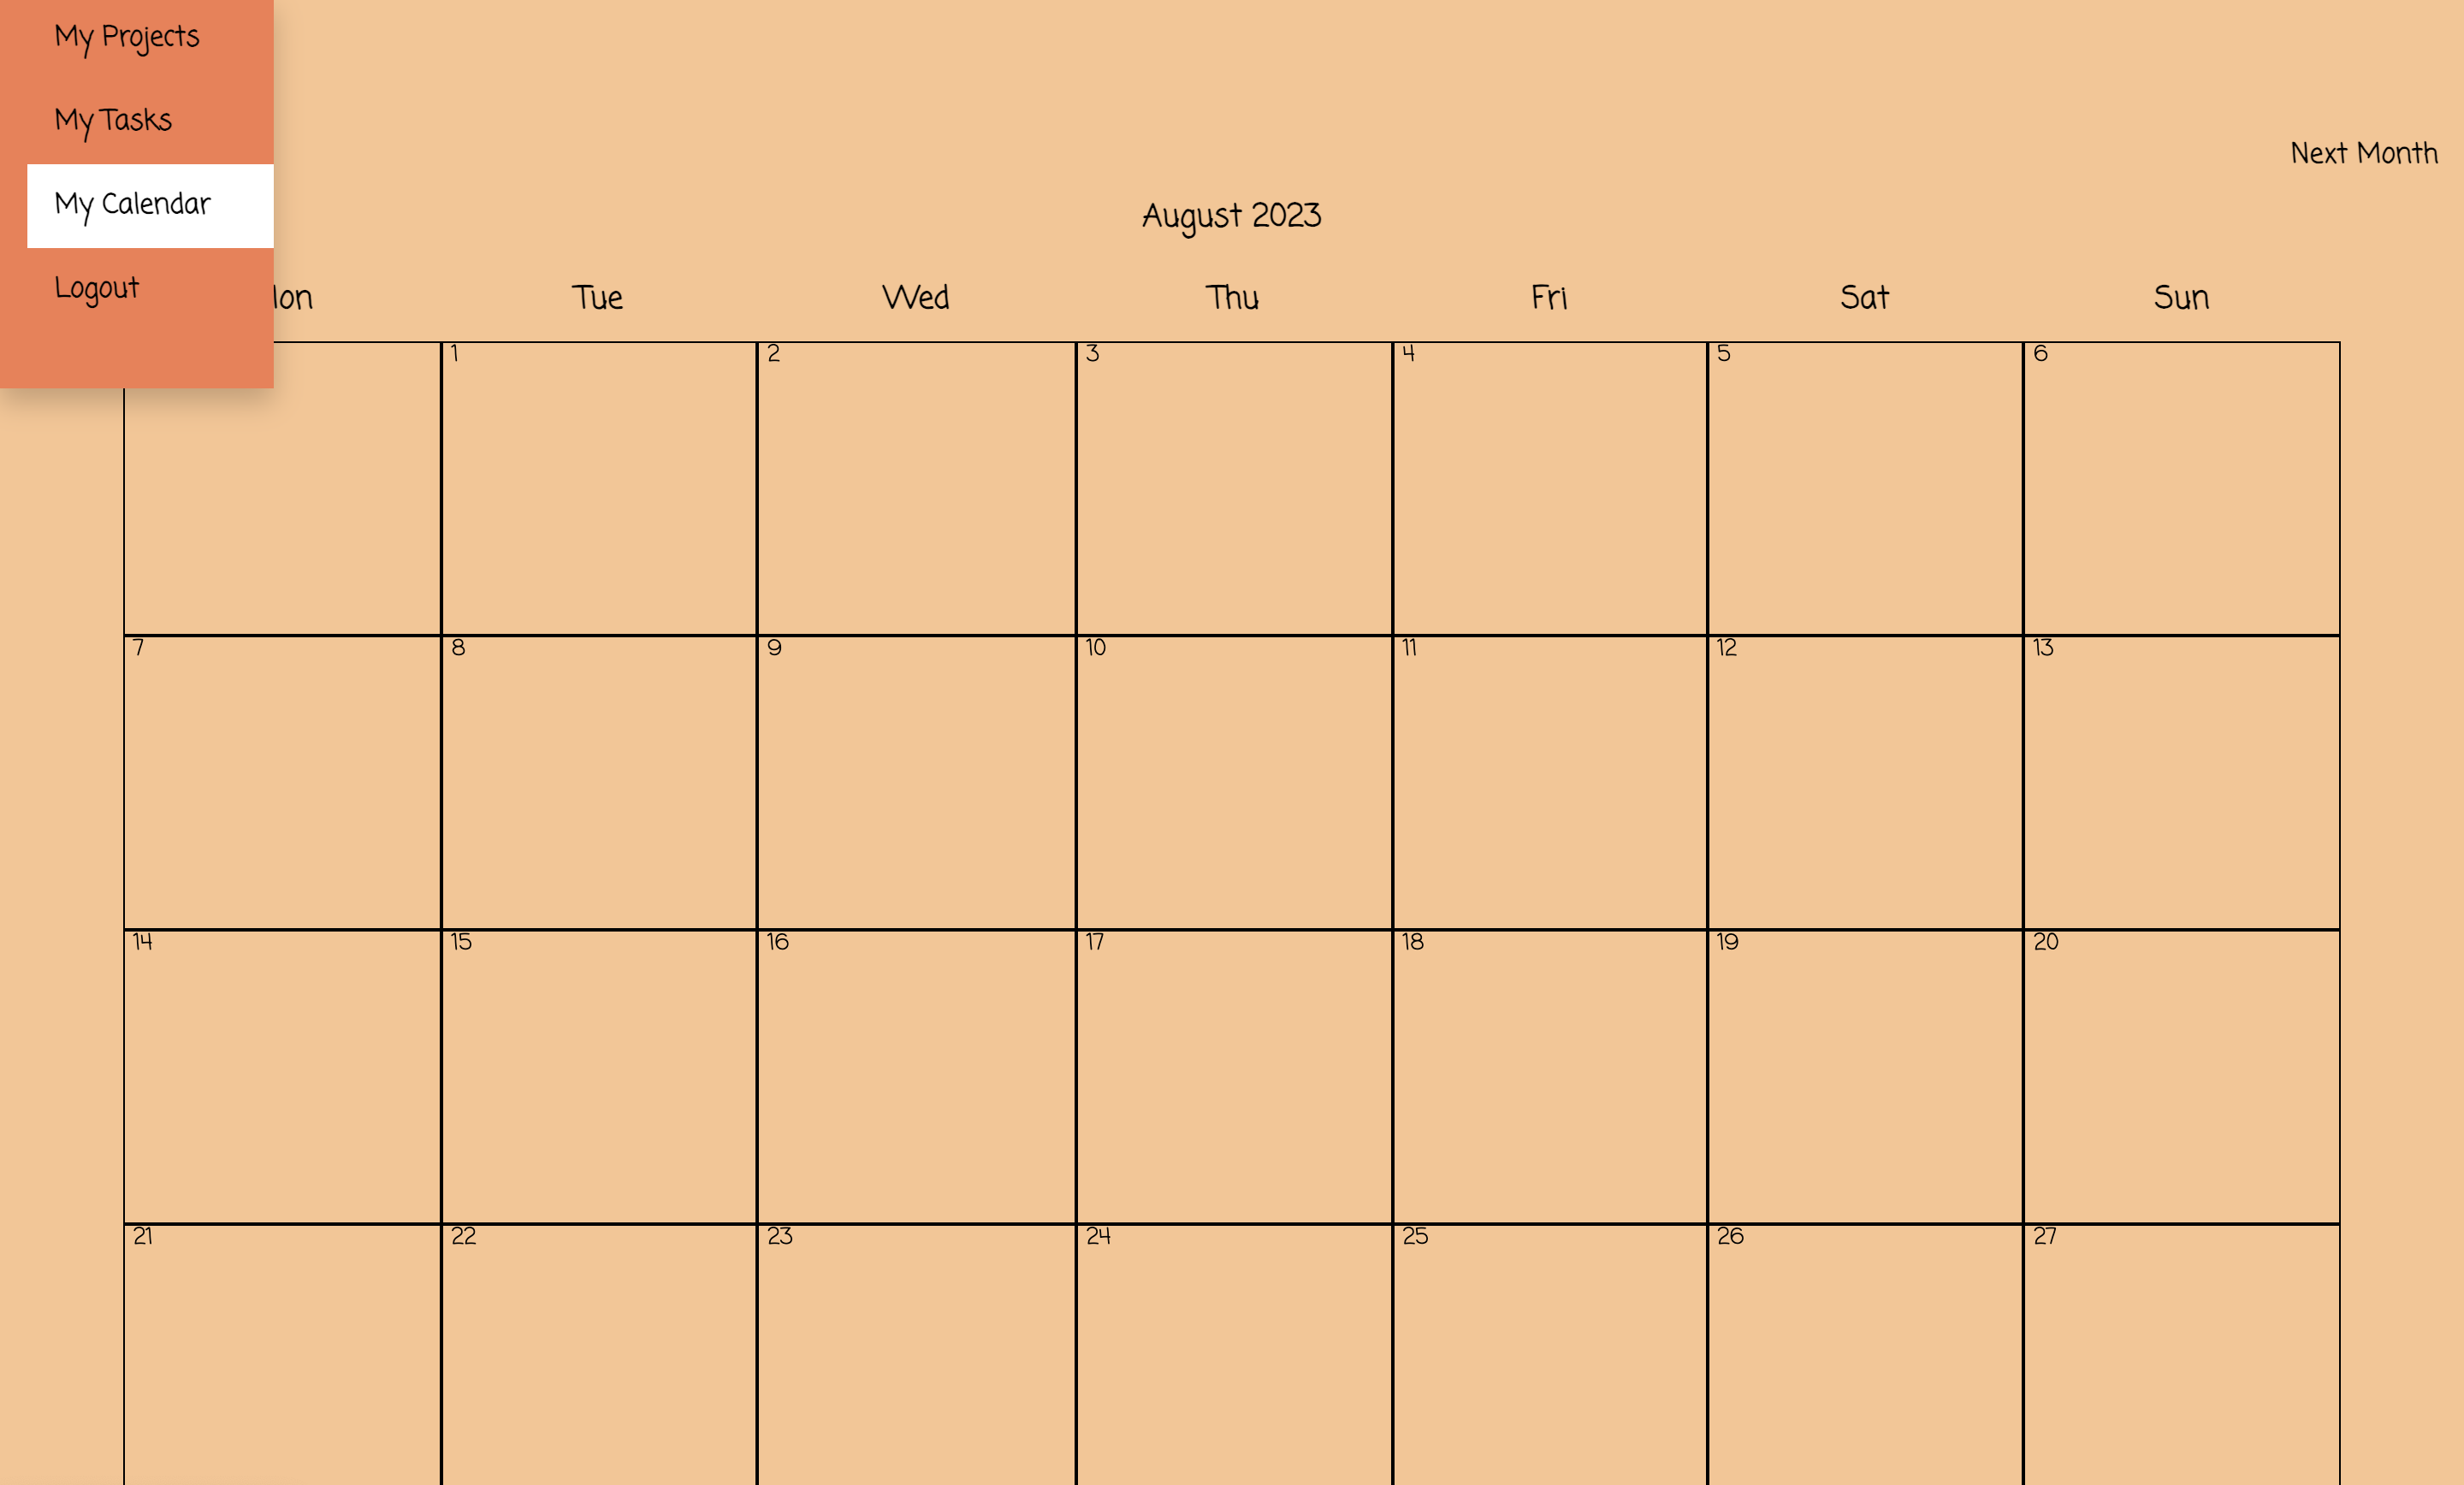 My Projects
My Tasks
My Calendar
Logout
Next Month
August 2023
Tue Wed Thu Fri Sat Sun
1 2 3 4 5 6
7 8 9 10 11 12 13
14 15 16 17 18 19 20
21 22 23 24 25 26 27